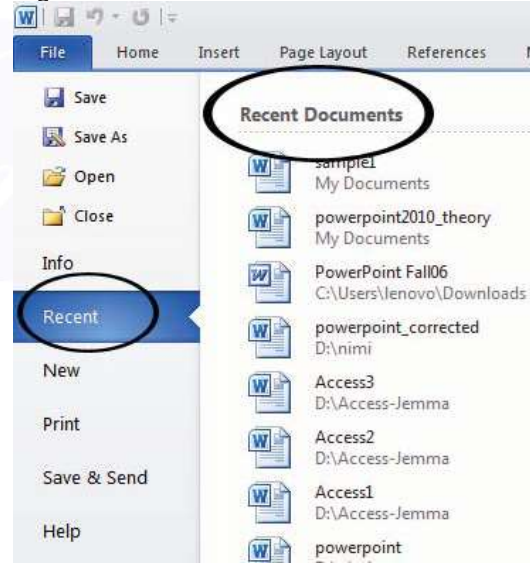 File Home Insert Page Layout References
Save
Save As
Open
Close
Info
Recent
New
Print
Save & Send
Help
Recent Documents
sample1
My Documents
powerpoint2010_theory
My Documents
PowerPoint Fall06
C:\Users\lenovo\Downloads
powerpoint_corrected
D:\nimi
Access3
D:\Access-Jemma
Access2
D:\Access-Jemma
Access1
D:\Access-Jemma
powerpoint